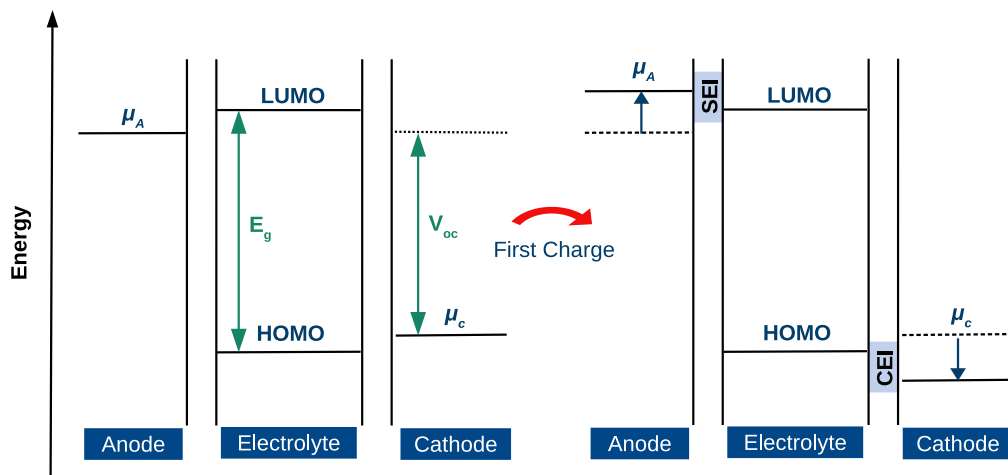 Energy
μA
LUMO
Eg
HOMO
Voc
μc
Anode
Electrolyte
Cathode
First Charge
μA
SEI
LUMO
HOMO
CEI
μc
Anode
Electrolyte
Cathode